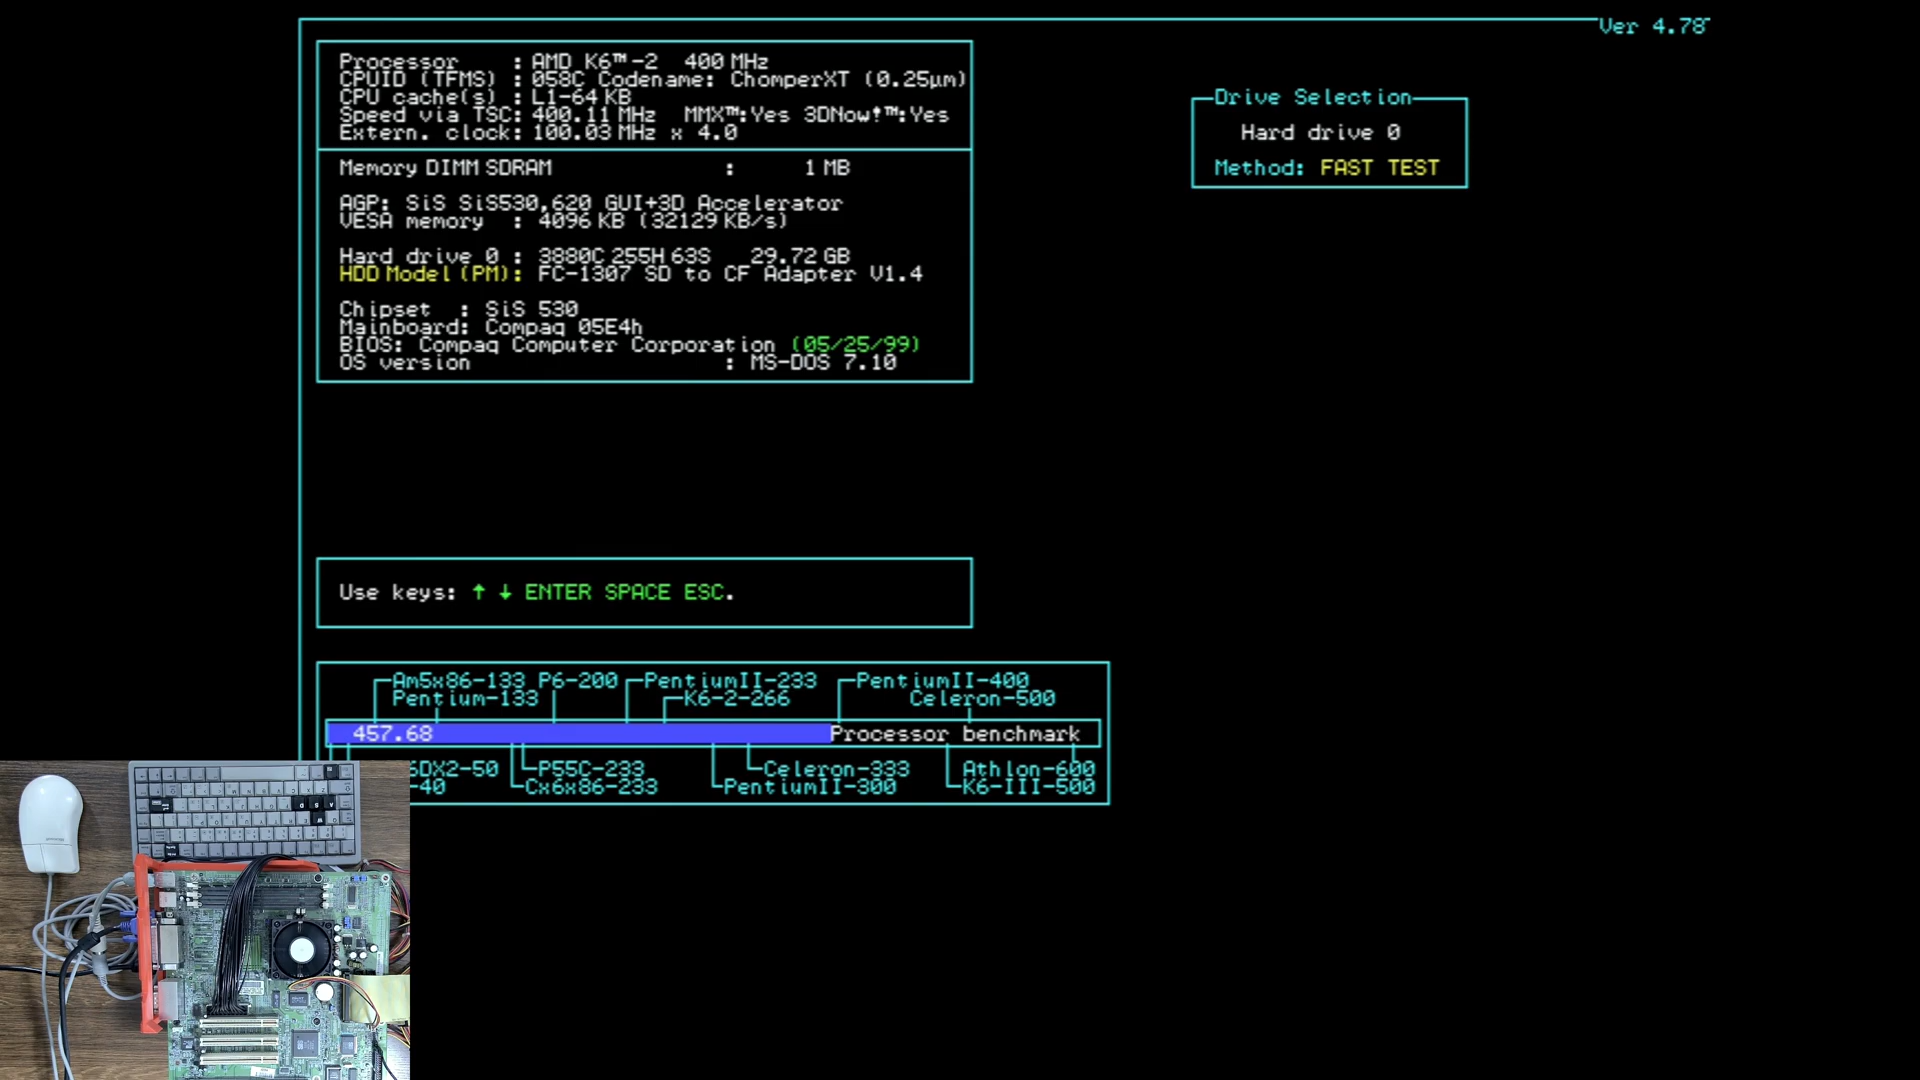 Ver 4.78
Processor : AMD K6™-2 400 MHz
CPUID (TFMS) : 058C Codename: ChomperXT (0.25µm)
CPU cache(s) : L1-64 KB
Speed via TSC: 400.11 MHz MMX™:Yes 3DNow!™:Yes
Extern. clock: 100.03 MHz x 4.0
Memory DIMM SDRAM : 1 MB
AGP: SiS SiS530,620 GUI+3D Accelerator
VESA memory : 4096 KB (32129 KB/s)
Hard drive 0 : 3880C 255H 63S 29.72 GB
HDD Model (PM): FC-1307 SD to CF Adapter V1.4
Chipset : SiS 530
Mainboard: Compaq 05E4h
BIOS: Compaq Computer Corporation (05/25/99)
OS version : MS-DOS 7.10
Drive Selection
Hard drive 0
Method: FAST TEST
Use keys: ↑ ↓ ENTER SPACE ESC.
Am5x86-133 P6-200 PentiumII-233 PentiumII-400
Pentium-133 K6-2-266 Celeron-500
457.68 Processor benchmark
6DX2-50 P55C-233 Celeron-333 Athlon-600
-40 Cx6x86-233 PentiumII-300 K6-III-500